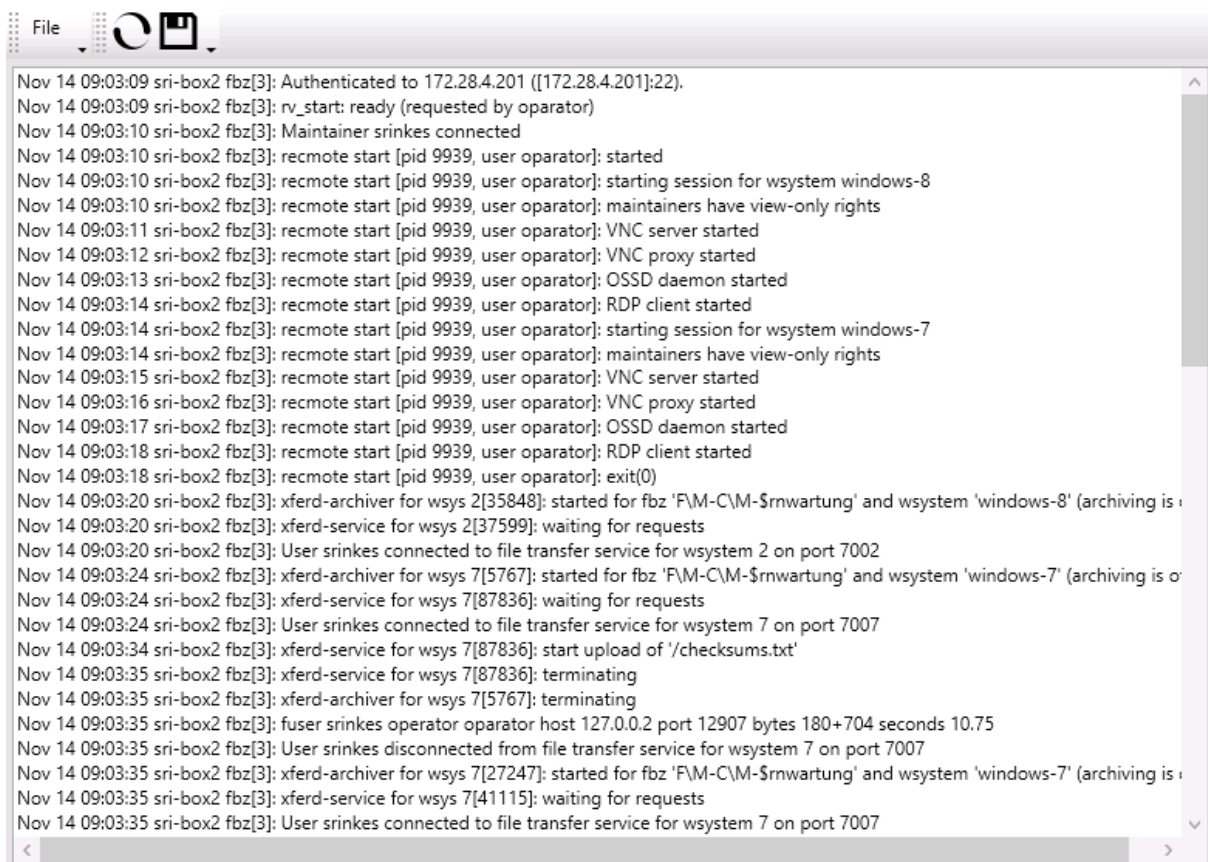 File
Nov 14 09:03:09 sri-box2 fbz[3]: Authenticated to 172.28.4.201 ([172.28.4.201]:22).
Nov 14 09:03:09 sri-box2 fbz[3]: rv_start: ready (requested by oparator)
Nov 14 09:03:10 sri-box2 fbz[3]: Maintainer srinkes connected
Nov 14 09:03:10 sri-box2 fbz[3]: recmote start [pid 9939, user oparator]: started
Nov 14 09:03:10 sri-box2 fbz[3]: recmote start [pid 9939, user oparator]: starting session for wsystem windows-8
Nov 14 09:03:10 sri-box2 fbz[3]: recmote start [pid 9939, user oparator]: maintainers have view-only rights
Nov 14 09:03:11 sri-box2 fbz[3]: recmote start [pid 9939, user oparator]: VNC server started
Nov 14 09:03:12 sri-box2 fbz[3]: recmote start [pid 9939, user oparator]: VNC proxy started
Nov 14 09:03:13 sri-box2 fbz[3]: recmote start [pid 9939, user oparator]: OSSD daemon started
Nov 14 09:03:14 sri-box2 fbz[3]: recmote start [pid 9939, user oparator]: RDP client started
Nov 14 09:03:14 sri-box2 fbz[3]: recmote start [pid 9939, user oparator]: starting session for wsystem windows-7
Nov 14 09:03:14 sri-box2 fbz[3]: recmote start [pid 9939, user oparator]: maintainers have view-only rights
Nov 14 09:03:15 sri-box2 fbz[3]: recmote start [pid 9939, user oparator]: VNC server started
Nov 14 09:03:16 sri-box2 fbz[3]: recmote start [pid 9939, user oparator]: VNC proxy started
Nov 14 09:03:17 sri-box2 fbz[3]: recmote start [pid 9939, user oparator]: OSSD daemon started
Nov 14 09:03:18 sri-box2 fbz[3]: recmote start [pid 9939, user oparator]: RDP client started
Nov 14 09:03:18 sri-box2 fbz[3]: recmote start [pid 9939, user oparator]: exit(0)
Nov 14 09:03:20 sri-box2 fbz[3]: xferd-archiver for wsys 2[35848]: started for fbz 'F\M-C\M-$rnwartung' and wsystem 'windows-8' (archiving is
Nov 14 09:03:20 sri-box2 fbz[3]: xferd-service for wsys 2[37599]: waiting for requests
Nov 14 09:03:20 sri-box2 fbz[3]: User srinkes connected to file transfer service for wsystem 2 on port 7002
Nov 14 09:03:24 sri-box2 fbz[3]: xferd-archiver for wsys 7[5767]: started for fbz 'F\M-C\M-$rnwartung' and wsystem 'windows-7' (archiving is
Nov 14 09:03:24 sri-box2 fbz[3]: xferd-service for wsys 7[87836]: waiting for requests
Nov 14 09:03:24 sri-box2 fbz[3]: User srinkes connected to file transfer service for wsystem 7 on port 7007
Nov 14 09:03:34 sri-box2 fbz[3]: xferd-service for wsys 7[87836]: start upload of '/checksums.txt'
Nov 14 09:03:35 sri-box2 fbz[3]: xferd-service for wsys 7[87836]: terminating
Nov 14 09:03:35 sri-box2 fbz[3]: xferd-archiver for wsys 7[5767]: terminating
Nov 14 09:03:35 sri-box2 fbz[3]: fuser srinkes operator oparator host 127.0.0.2 port 12907 bytes 180+704 seconds 10.75
Nov 14 09:03:35 sri-box2 fbz[3]: User srinkes disconnected from file transfer service for wsystem 7 on port 7007
Nov 14 09:03:35 sri-box2 fbz[3]: xferd-archiver for wsys 7[27247]: started for fbz 'F\M-C\M-$rnwartung' and wsystem 'windows-7' (archiving is
Nov 14 09:03:35 sri-box2 fbz[3]: xferd-service for wsys 7[41115]: waiting for requests
Nov 14 09:03:35 sri-box2 fbz[3]: User srinkes connected to file transfer service for wsystem 7 on port 7007